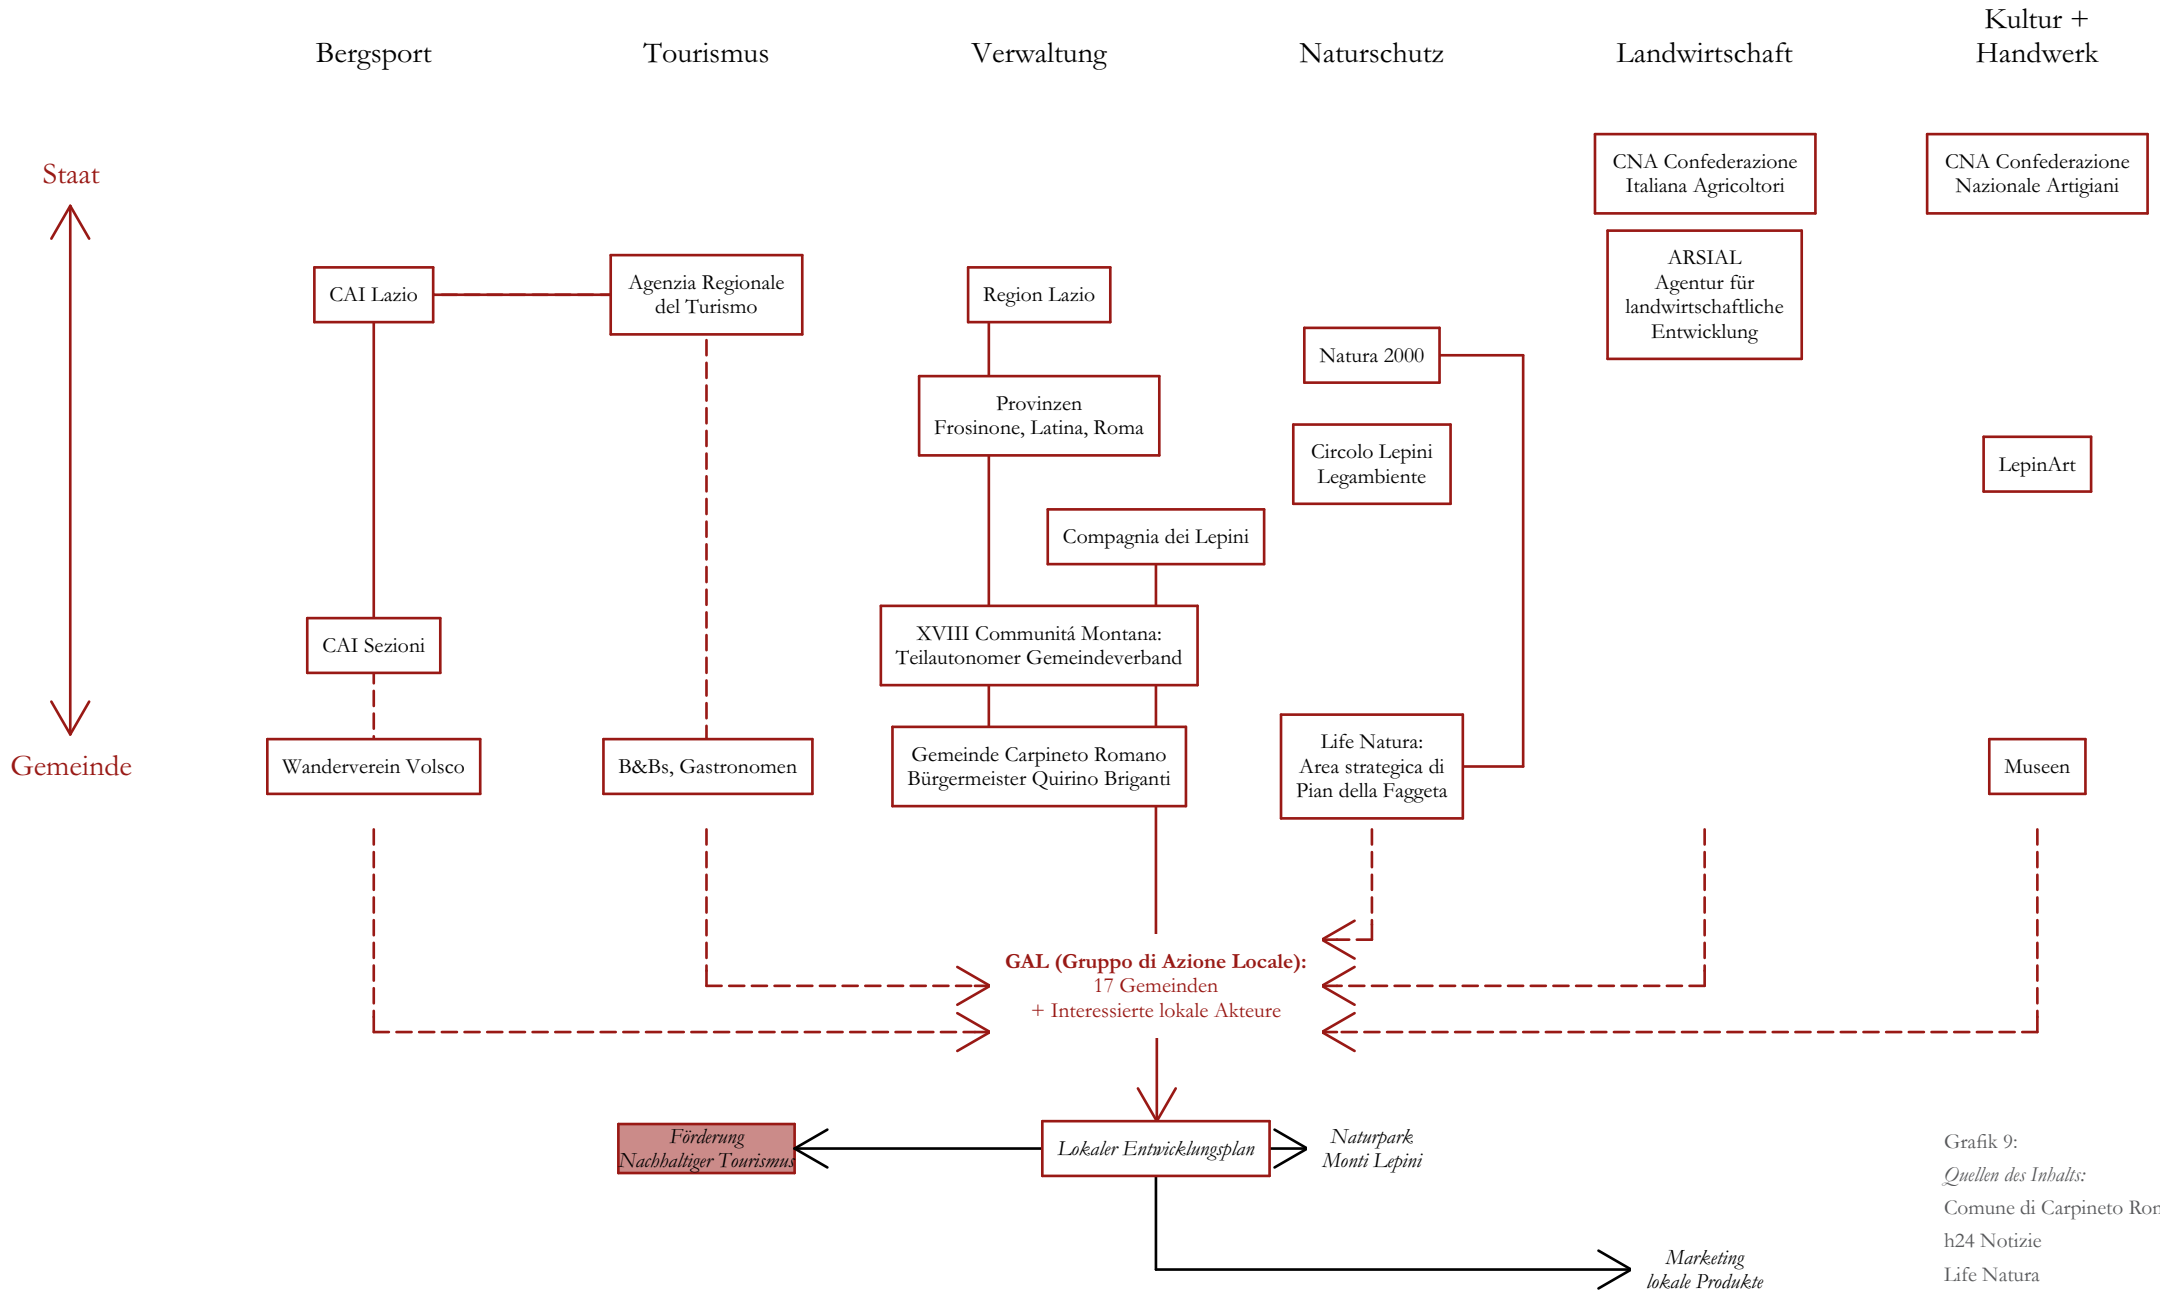 Bergsport
Tourismus
Verwaltung
Naturschutz
Landwirtschaft
Kultur +
Handwerk
Staat
Gemeinde
CNA Confederazione
Italiana Agricoltori
CNA Confederazione
Nazionale Artigiani
ARSIAL
Agentur für
landwirtschaftliche
Entwicklung
CAI Lazio
Agenzia Regionale
del Turismo
Region Lazio
Natura 2000
Provinzen
Frosinone, Latina, Roma
Circolo Lepini
Legambiente
LepinArt
Compagnia dei Lepini
CAI Sezioni
XVIII Communitá Montana:
Teilautonomer Gemeindeverband
Wanderverein Volsco
B&Bs, Gastronomen
Gemeinde Carpineto Romano
Bürgermeister Quirino Briganti
Life Natura:
Area strategica di
Pian della Faggeta
Museen
GAL (Gruppo di Azione Locale):
17 Gemeinden
+ Interessierte lokale Akteure
Förderung
Nachhaltiger Tourismus
Lokaler Entwicklungsplan
Naturpark
Monti Lepini
Marketing
lokale Produkte
Grafik 9:
Quellen des Inhalts:
Comune di Carpineto
h24 Notizie
Life Natura